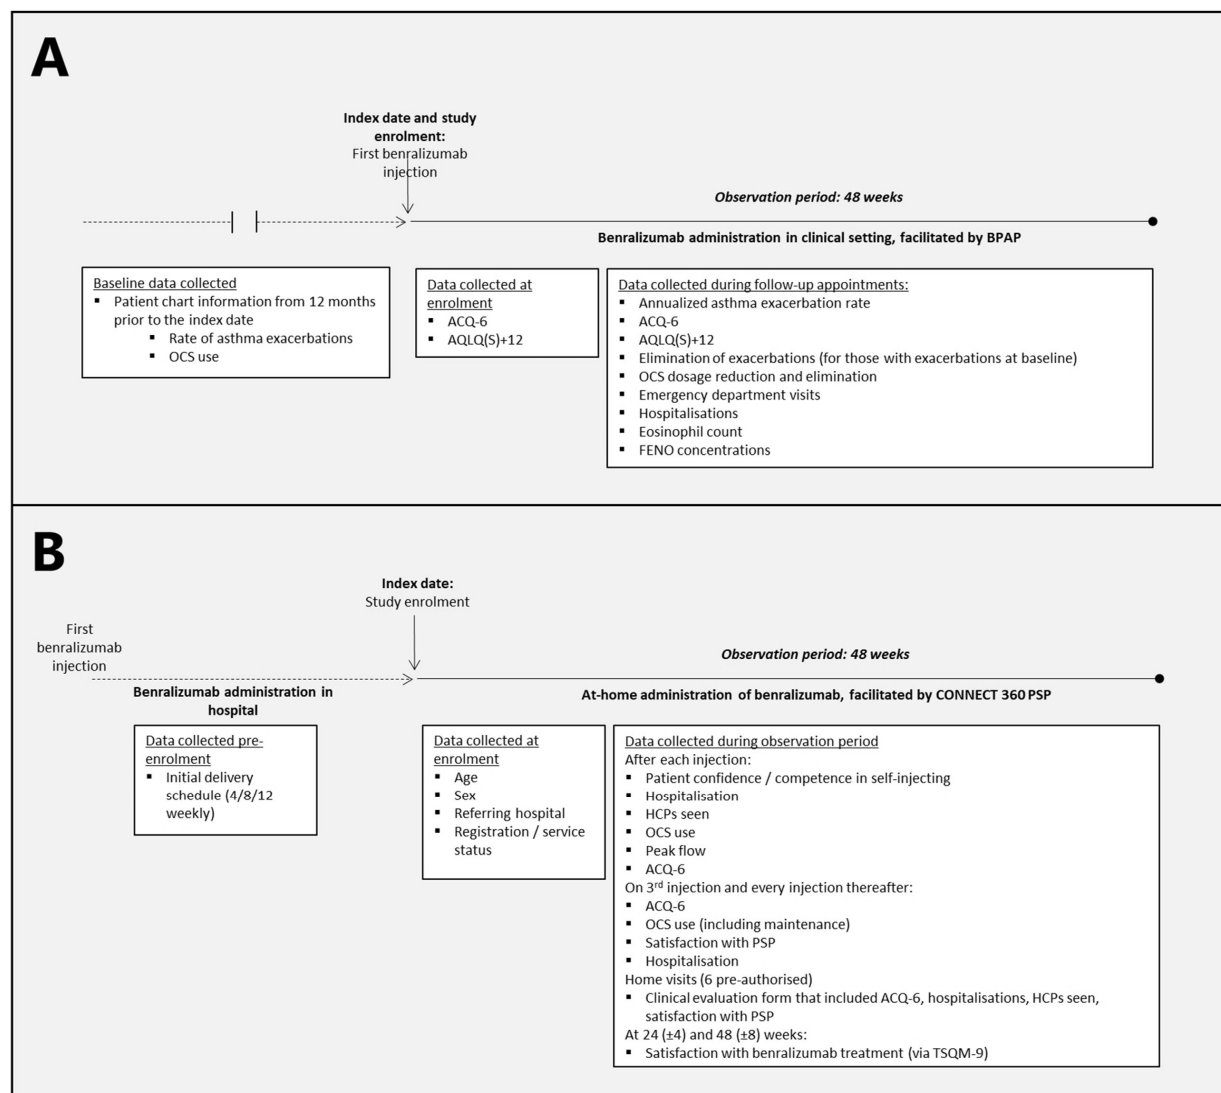 A
Index date and study
enrolment:
First benralizumab
injection
Observation period: 48 weeks
Benralizumab administration in clinical setting, facilitated by BPAP
Baseline data collected
▪ Patient chart information from 12 months
prior to the index date
▪ Rate of asthma exacerbations
▪ OCS use
Data collected at
enrolment
▪ ACQ-6
▪ AQLQ(S)+12
Data collected during follow-up appointments:
▪ Annualized asthma exacerbation rate
▪ ACQ-6
▪ AQLQ(S)+12
▪ Elimination of exacerbations (for those with exacerbations at baseline)
▪ OCS dosage reduction and elimination
▪ Emergency department visits
▪ Hospitalisations
▪ Eosinophil count
▪ FENO concentrations
B
Index date:
Study enrolment
First
benralizumab
injection
Observation period: 48 weeks
Benralizumab administration in
hospital
At-home administration of benralizumab, facilitated by CONNECT 360 PSP
Data collected pre-
enrolment
▪ Initial delivery
schedule (4/8/12
weekly)
Data collected at
enrolment
▪ Age
▪ Sex
▪ Referring hospital
▪ Registration / service
status
Data collected during observation period
After each injection:
▪ Patient confidence / competence in self-injecting
▪ Hospitalisation
▪ HCPs seen
▪ OCS use
▪ Peak flow
▪ ACQ-6
On 3rd injection and every injection thereafter:
▪ ACQ-6
▪ OCS use (including maintenance)
▪ Satisfaction with PSP
▪ Hospitalisation
Home visits (6 pre-authorised)
▪ Clinical evaluation form that included ACQ-6, hospitalisations, HCPs seen,
satisfaction with PSP
At 24 (±4) and 48 (±8) weeks:
▪ Satisfaction with benralizumab treatment (via TSQM-9)